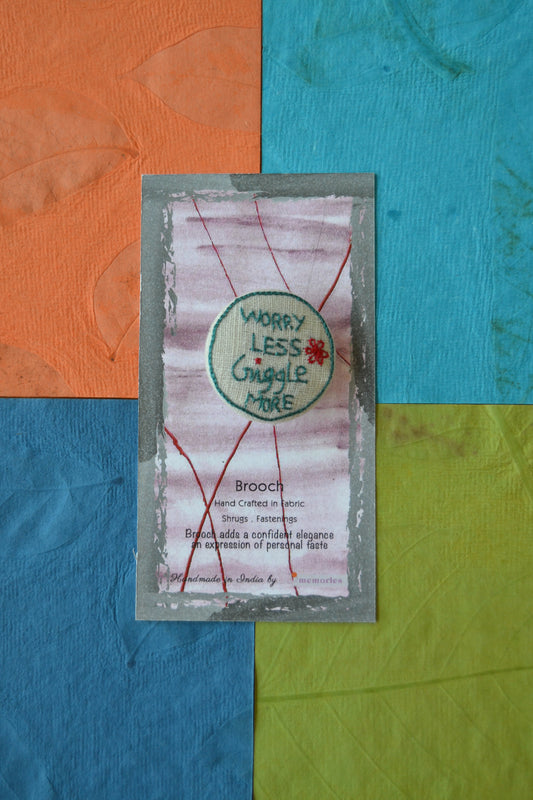 WORRY
LESS
Giggle
MORE
Brooch
Hand Crafted in Fabric
Shrugs . Fastenings
Brooch adds a confident elegance
an expression of personal taste
Handmade in India by memories